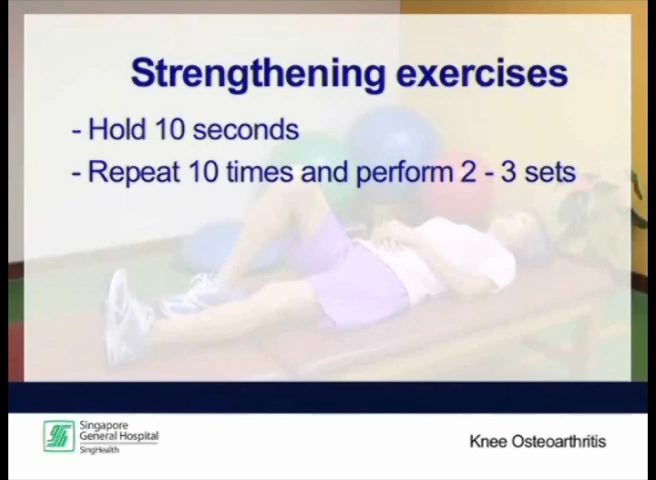 Strengthening exercises
- Hold 10 seconds
- Repeat 10 times and perform 2 - 3 sets
Singapore
General Hospital
SingHealth
Knee Osteoarthritis